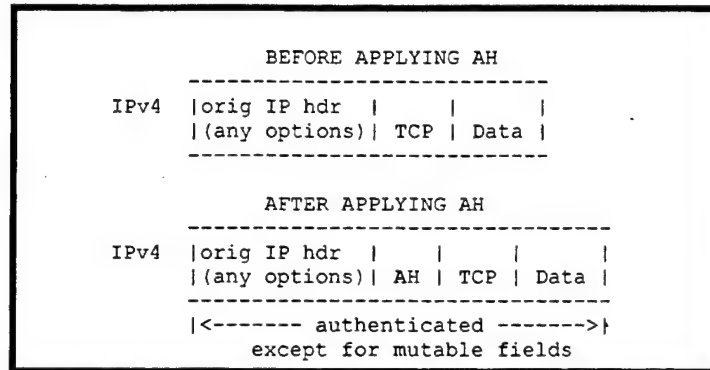 BEFORE APPLYING AH
----------------------------
IPv4 |orig IP hdr | | |
|(any options)| TCP | Data |
----------------------------
AFTER APPLYING AH
---------------------------------
IPv4 |orig IP hdr | | | |
|(any options)| AH | TCP | Data |
---------------------------------
|<------- authenticated ------->|
except for mutable fields